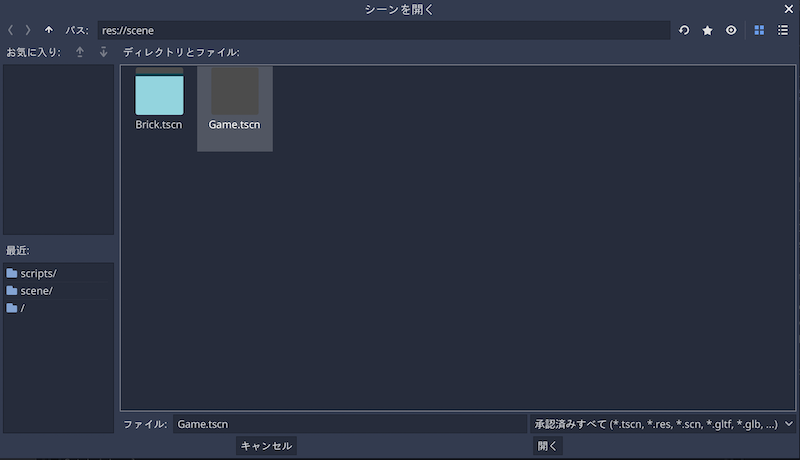 シーンを開く
パス: res://scene
お気に入り: ディレクトリとファイル:
Brick.tscn Game.tscn
最近:
scripts/
scene/
/
ファイル: Game.tscn 承認済みすべて (*.tscn, *.res, *.scn, *.gltf, *.glb, ...)
キャンセル 開く